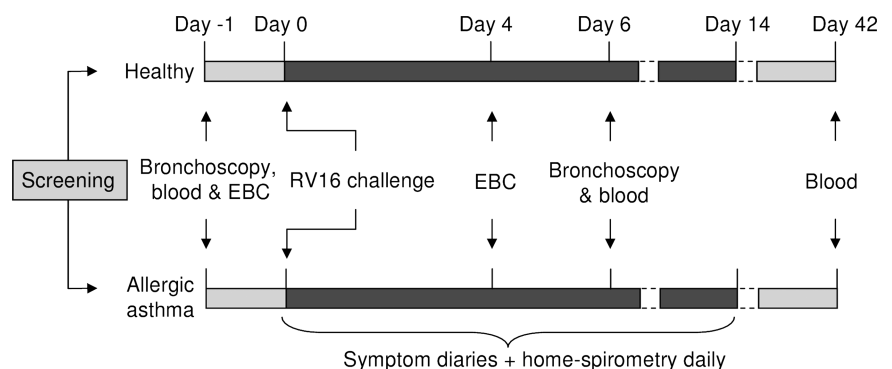 Day -1 Day 0 Day 4 Day 6 Day 14 Day 42
Healthy
Screening
Bronchoscopy,
blood & EBC
RV16 challenge
EBC
Bronchoscopy
& blood
Blood
Allergic
asthma
Symptom diaries + home-spirometry daily